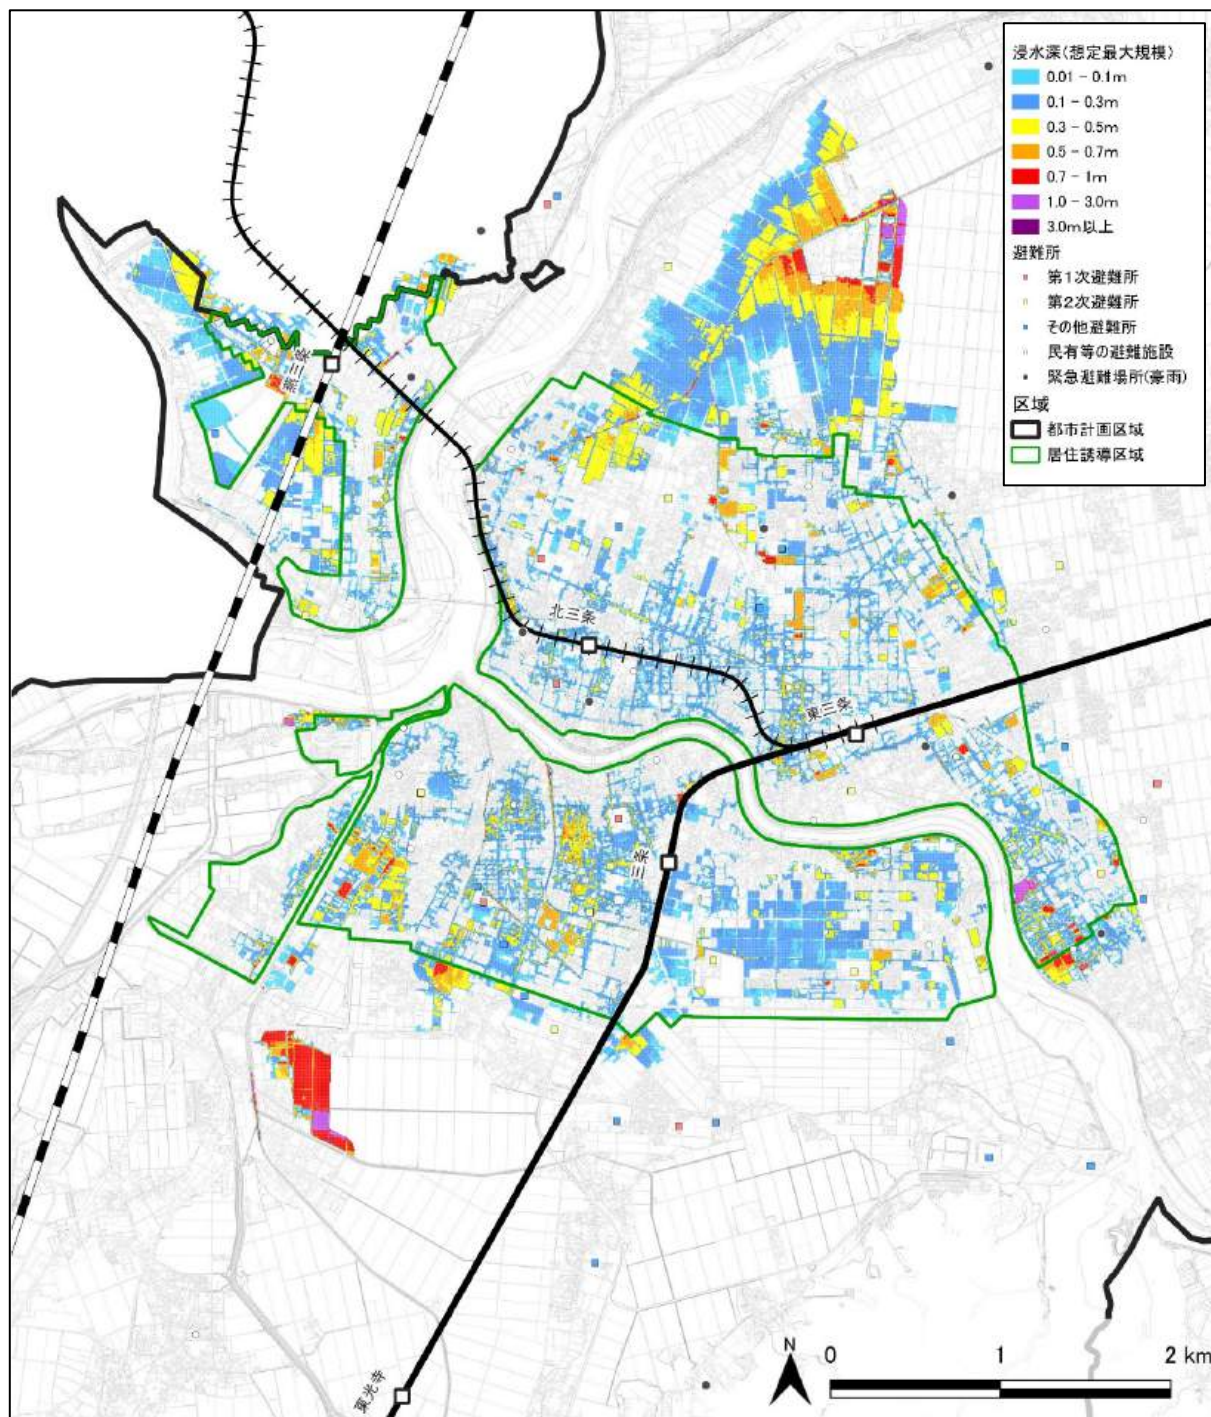 浸水深(想定最大規模)
0.01 - 0.1m
0.1 - 0.3m
0.3 - 0.5m
0.5 - 0.7m
0.7 - 1m
1.0 - 3.0m
3.0m以上
避難所
第1次避難所
第2次避難所
その他避難所
民有等の避難施設
緊急避難場所(豪雨)
区域
都市計画区域
居住誘導区域
燕三条
北三条
東三条
三条
東光寺
N
0
1
2 km